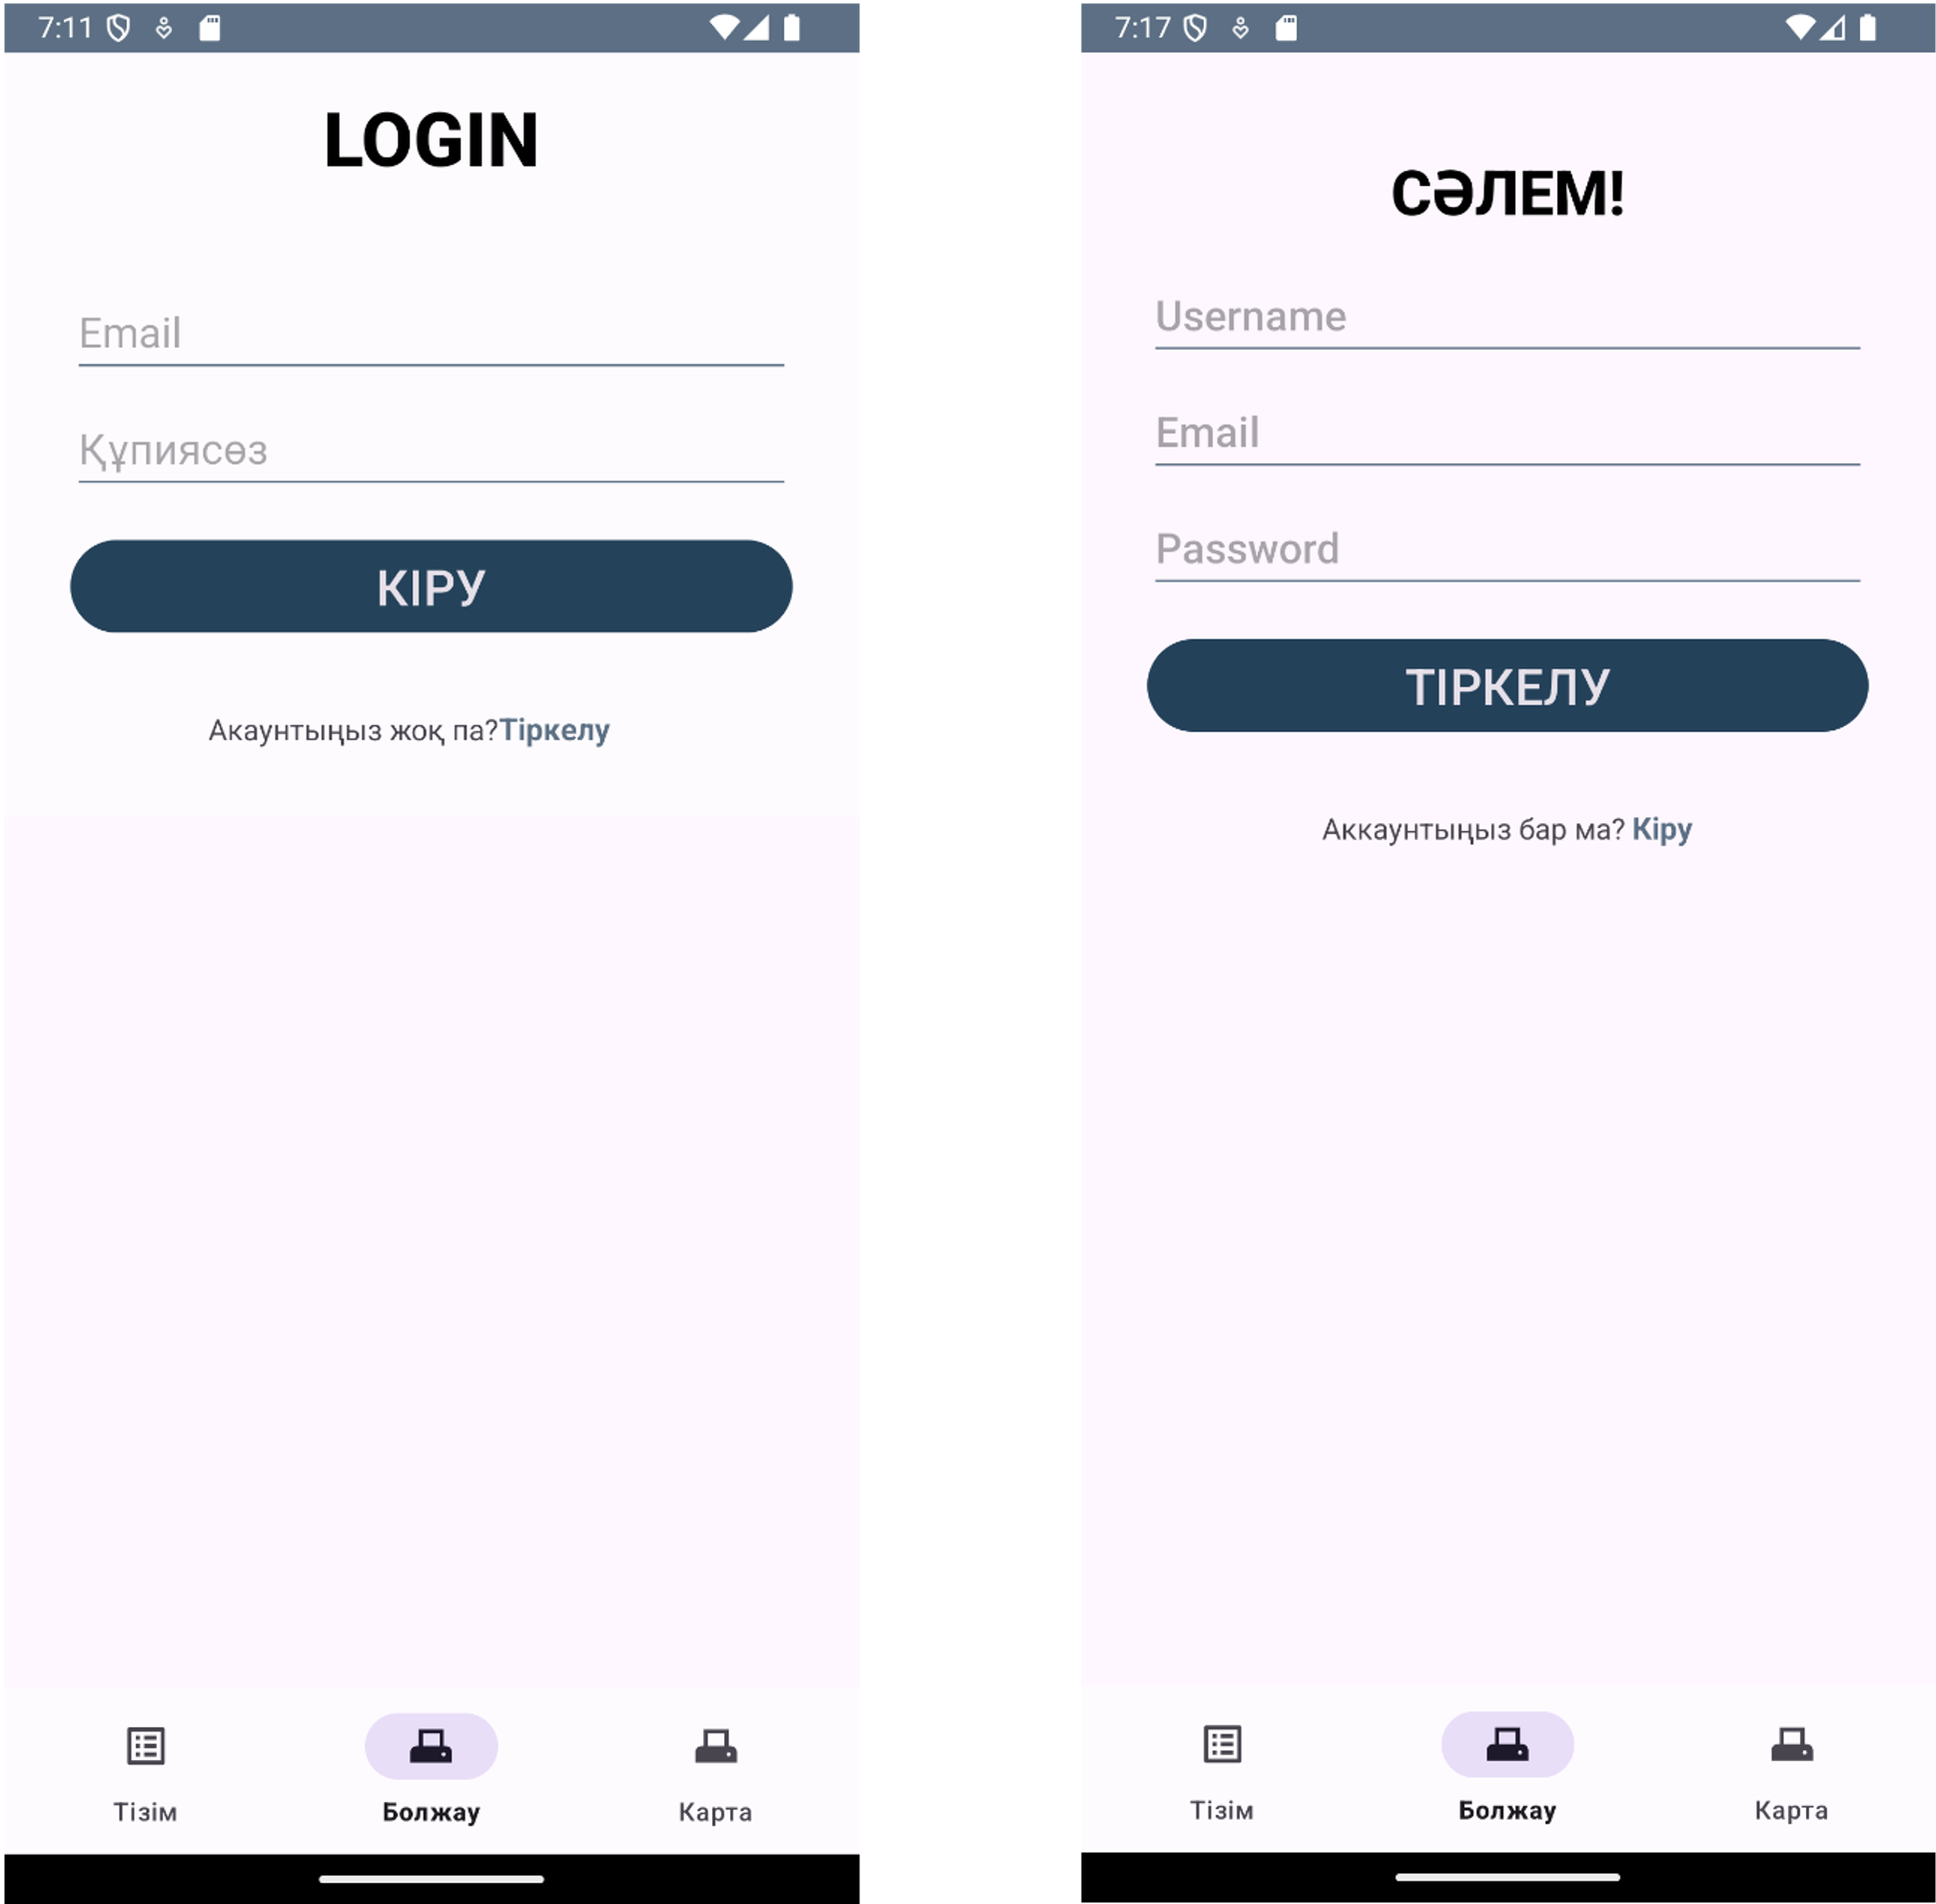 7:11
LOGIN
Email
Құпиясөз
КІРУ
Акаунтыңыз жоқ па?Тіркелу
Тізім
Болжау
Карта
7:17
СӘЛЕМ!
Username
Email
Password
ТІРКЕЛУ
Аккаунтыңыз бар ма? Кіру
Тізім
Болжау
Карта